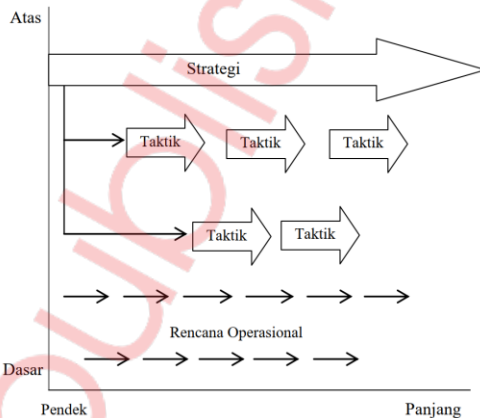 Atas
Strategi
Taktik Taktik Taktik
Taktik Taktik
Rencana Operasional
Dasar
Pendek Panjang